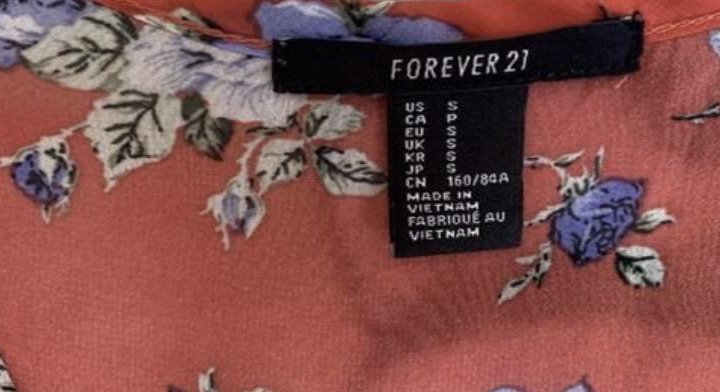 FOREVER 21
US S
CA P
EU S
UK S
KR S
JP S
CN 160/84A
MADE IN
VIETNAM
FABRIQUÉ AU
VIETNAM